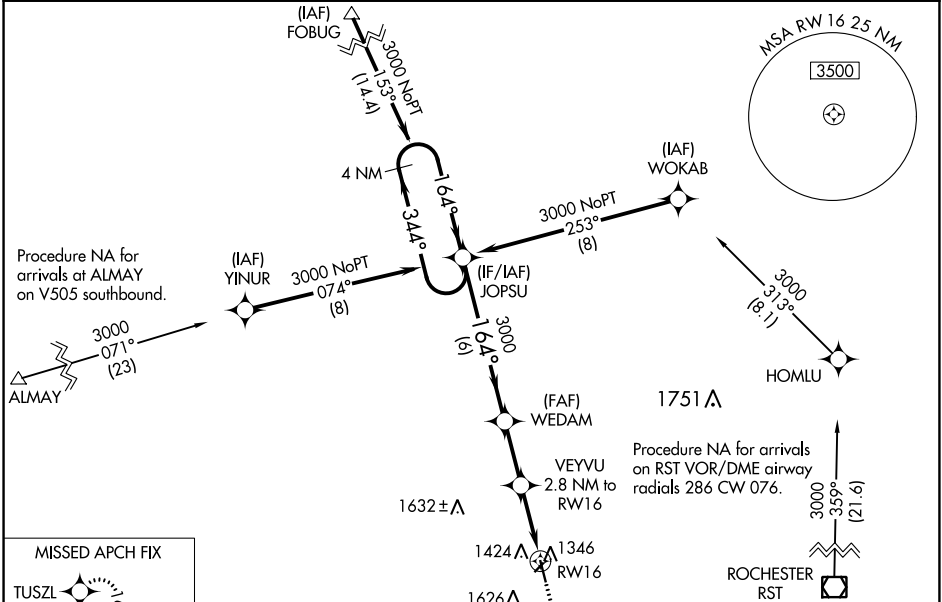 (IAF)
FOBUG
3000 NoPT
153°
(14.4)
MSA RW 16 25 NM
3500
4 NM
164°
344°
(IAF)
WOKAB
3000 NoPT
253°
(8)
Procedure NA for
arrivals at ALMAY
on V505 southbound.
(IAF)
YINUR
3000 NoPT
074°
(8)
(IF/IAF)
JOPSU
3000
313°
(8.1)
3000
071°
(23)
ALMAY
3000
164°
(6)
HOMLU
(FAF)
WEDAM
1751
Procedure NA for arrivals
on RST VOR/DME airway
radials 286 CW 076.
VEYVU
2.8 NM to
RW16
1632±
3000
359°
(21.6)
MISSED APCH FIX
TUSZL
1424
1346
RW16
1626
ROCHESTER
RST